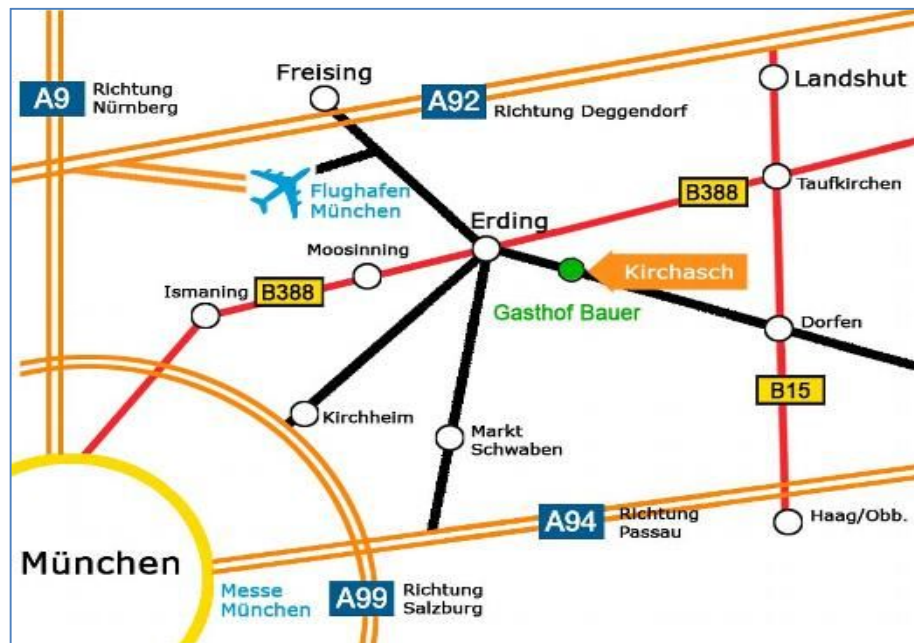 Freising
A9
Richtung
Nürnberg
A92
Richtung Deggendorf
Landshut
Flughafen
München
B388
Taufkirchen
Erding
Moosinning
Kirchasch
Ismaning
B388
Gasthof Bauer
Dorfen
B15
Kirchheim
Markt
Schwaben
A94
Richtung
Passau
Haag/Obb.
München
Messe
München
A99
Richtung
Salzburg